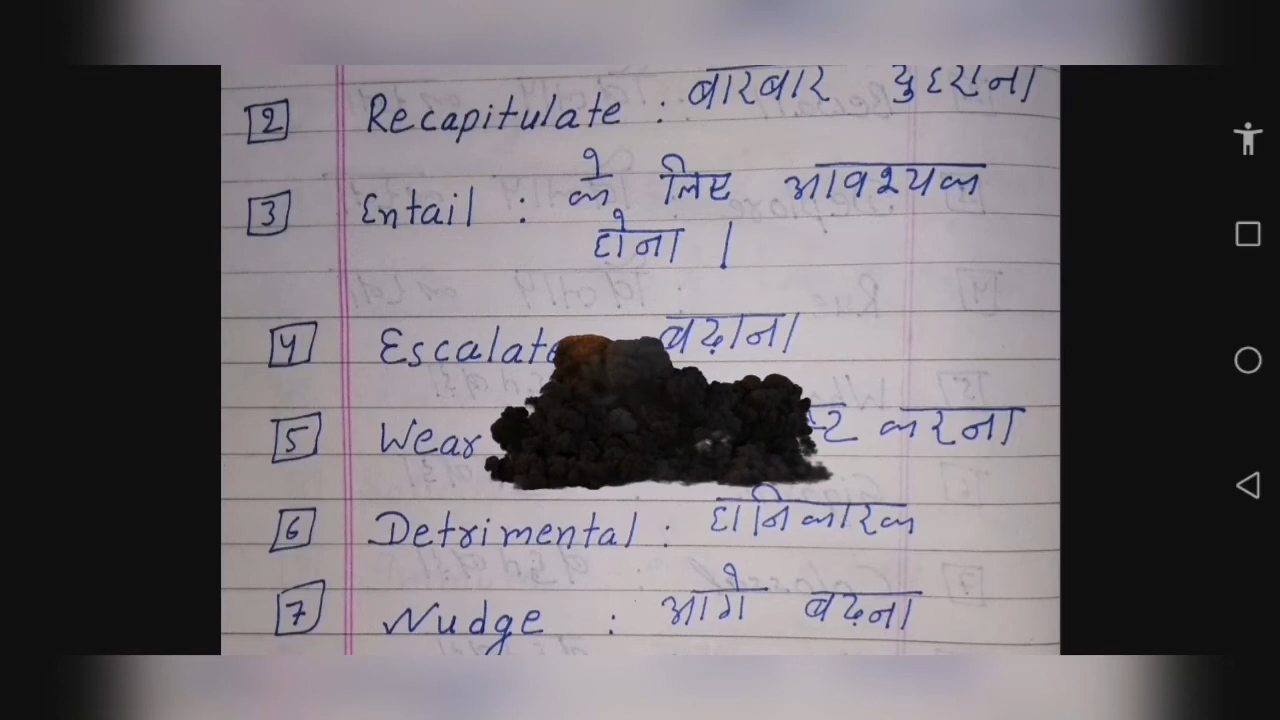 2 Recapitulate : बारबार दुहराना
3 Entail : के लिए आवश्यक
होना ।
4 Escalate बढ़ाना
5 Wear करना
6 Detrimental : हानिकारक
7 Nudge : आगे बढ़ना